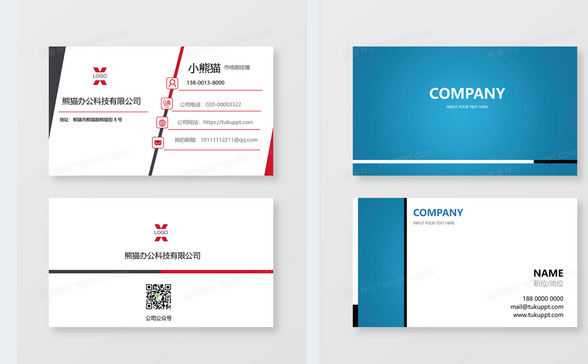 LOGO
熊猫办公科技有限公司
地址：熊猫市熊猫路熊猫街 8 号
小熊猫 市场部经理
138-0013-8000
公司电话：020-00003322
公司网站：https://tukuppt.com
我的邮箱：10111112211@qq.com
LOGO
熊猫办公科技有限公司
公司公众号
COMPANY
INPUT YOUR TEXT HERE
COMPANY
INPUT YOUR TEXT HERE
NAME
职位/岗位
188 0000 0000
mail@tukuppt.com
www.tukuppt.com